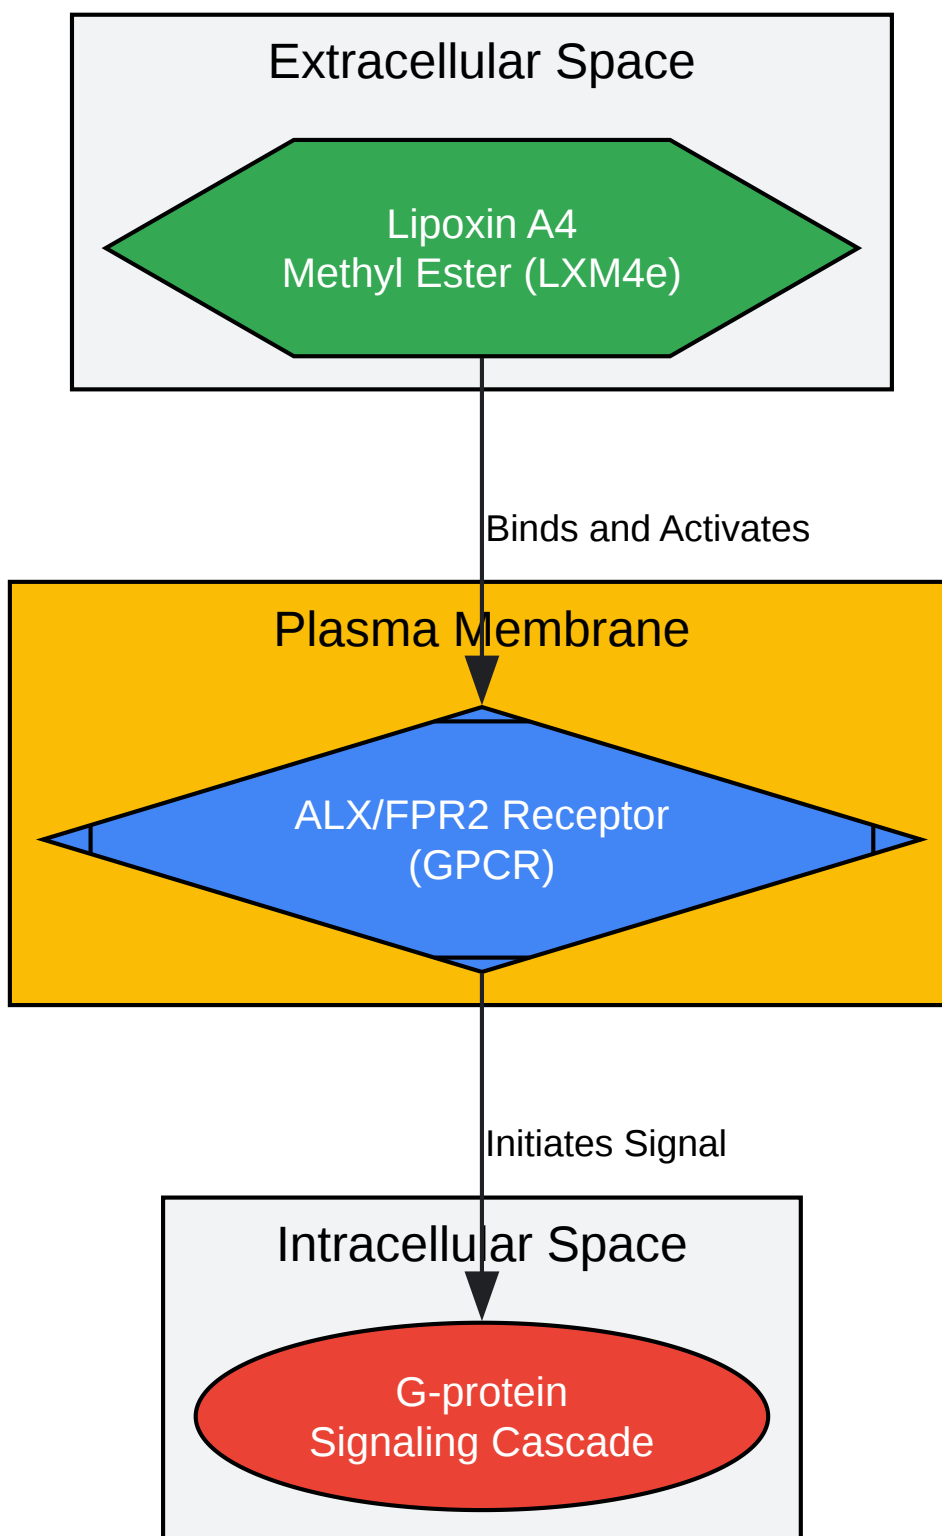 Extracellular Space
Lipoxin A4
Methyl Ester (LXM4e)
Binds and Activates
Plasma Membrane
ALX/FPR2 Receptor
(GPCR)
Initiates Signal
Intracellular Space
G-protein
Signaling Cascade